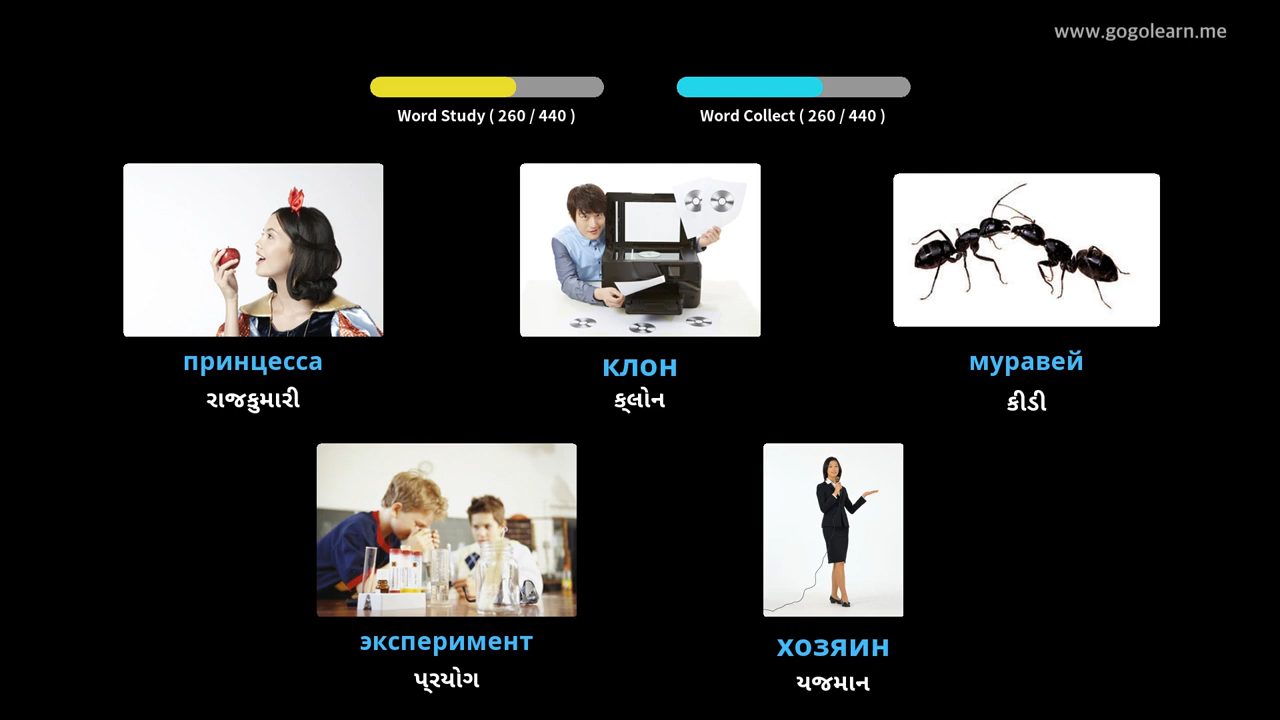 www.gogolearn.me
Word Study ( 260 / 440 )
Word Collect ( 260 / 440 )
принцесса
રાજકુમારી
клон
ક્લોન
муравей
કીડી
эксперимент
પ્રયોગ
хозяин
યજમાન